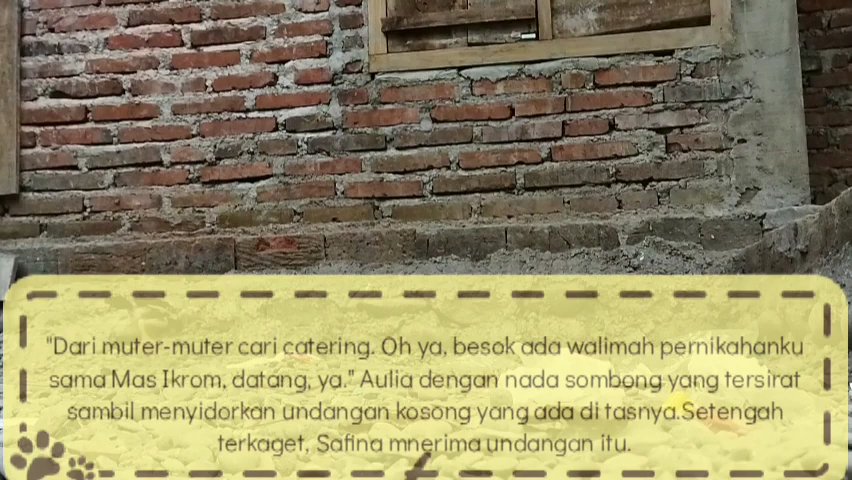 "Dari muter-muter cari catering. Oh ya, besok ada walimah pernikahanku
sama Mas Ikrom, datang, ya." Aulia dengan nada sombong yang tersirat
sambil menyidorkan undangan kosong yang ada di tasnya.Setengah
terkaget, Safina mnerima undangan itu.